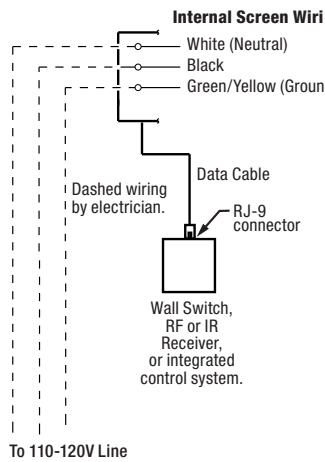 Internal Screen Wiri
White (Neutral)
Black
Green/Yellow (Groun
Data Cable
Dashed wiring
by electrician.
RJ-9
connector
Wall Switch,
RF or IR
Receiver,
or integrated
control system.
To 110-120V Line